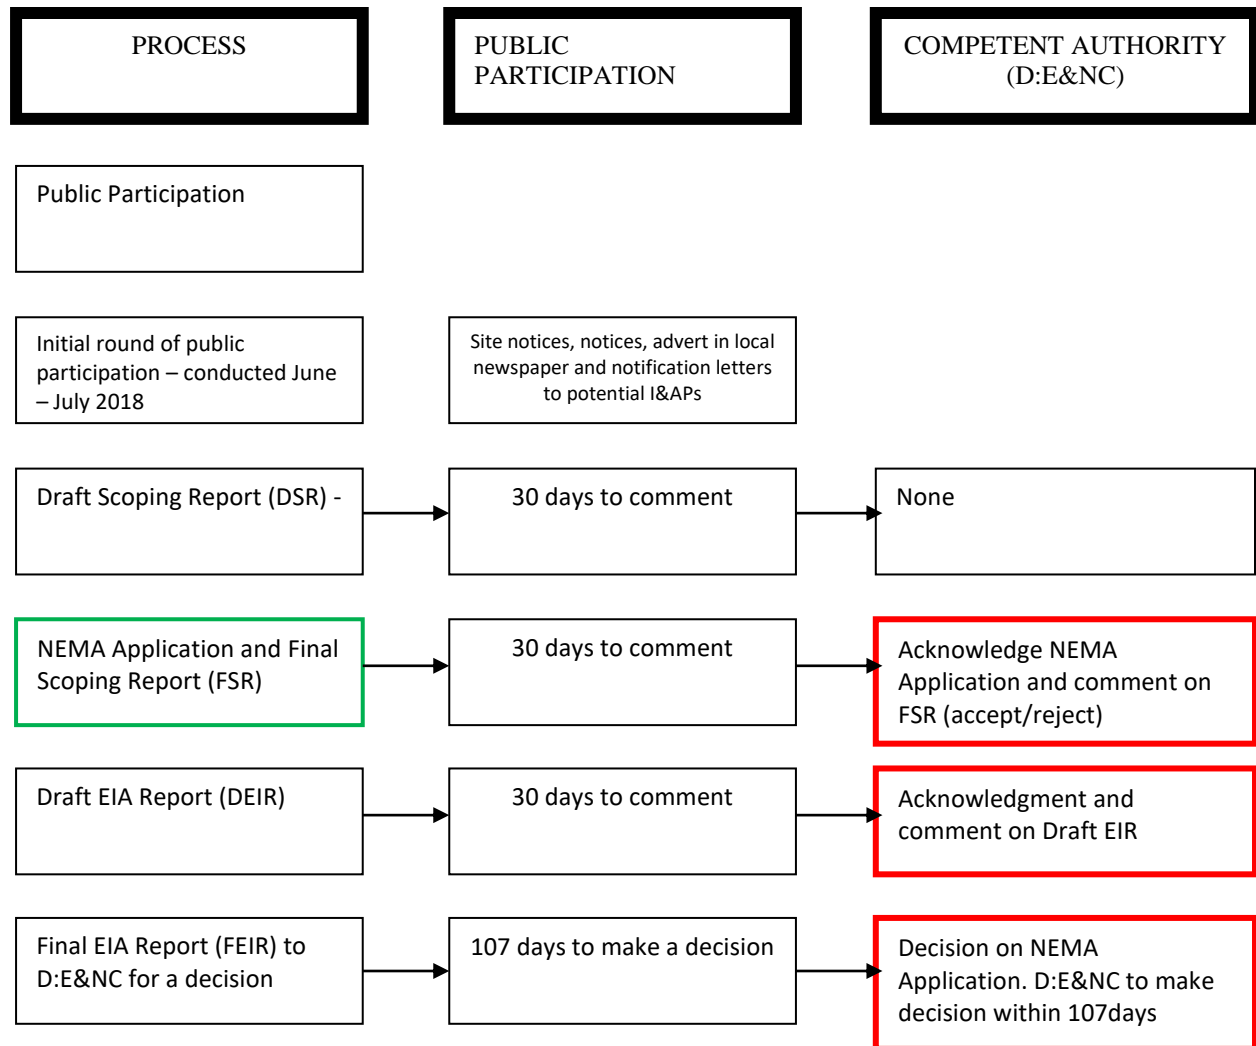 PROCESS
PUBLIC
PARTICIPATION
COMPETENT AUTHORITY
(D:E&NC)
Public Participation
Initial round of public
participation – conducted June
– July 2018
Site notices, notices, advert in local
newspaper and notification letters
to potential I&APs
Draft Scoping Report (DSR) -
30 days to comment
None
NEMA Application and Final
Scoping Report (FSR)
30 days to comment
Acknowledge NEMA
Application and comment on
FSR (accept/reject)
Draft EIA Report (DEIR)
30 days to comment
Acknowledgment and
comment on Draft EIR
Final EIA Report (FEIR) to
D:E&NC for a decision
107 days to make a decision
Decision on NEMA
Application. D:E&NC to make
decision within 107days